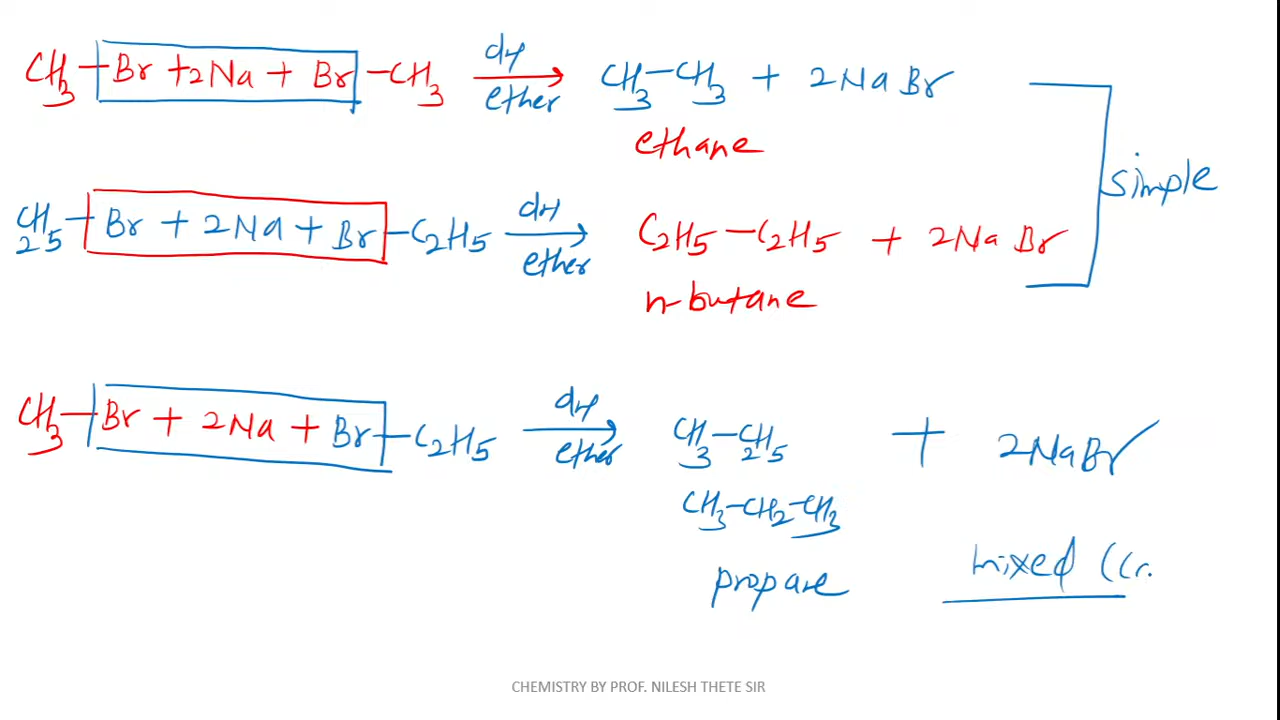 CH3-Br + 2Na + Br-CH3 dry ether CH3-CH3 + 2NaBr
ethane
C2H5-Br + 2Na + Br-C2H5 dry ether C2H5-C2H5 + 2NaBr
n-butane
simple
CH3-Br + 2Na + Br-C2H5 dry ether CH3-C2H5 + 2NaBr
CH3-CH2-CH3
propane
mixed (Cr.
CHEMISTRY BY PROF. NILESH THETE SIR